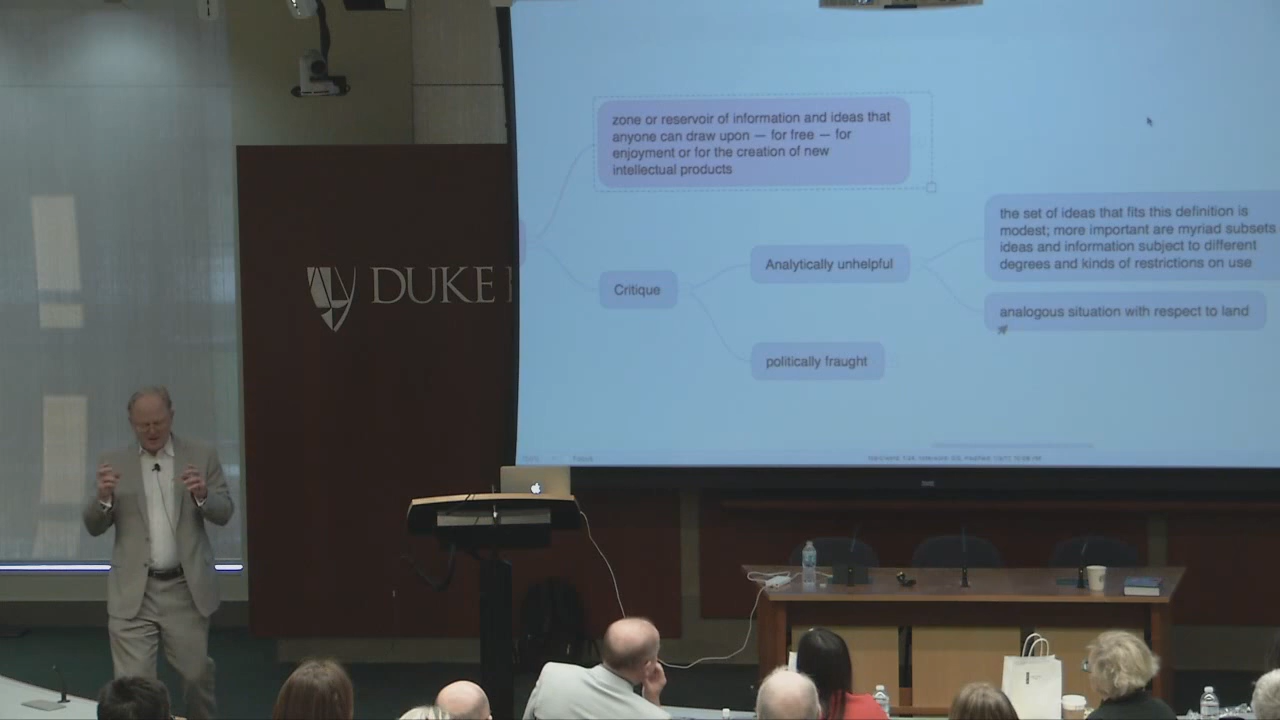 zone or reservoir of information and ideas that
anyone can draw upon — for free — for
enjoyment or for the creation of new
intellectual products
the set of ideas that fits this definition is
modest; more important are myriad subsets
ideas and information subject to different
degrees and kinds of restrictions on use
Analytically unhelpful
Critique
analogous situation with respect to land
politically fraught
DUKE